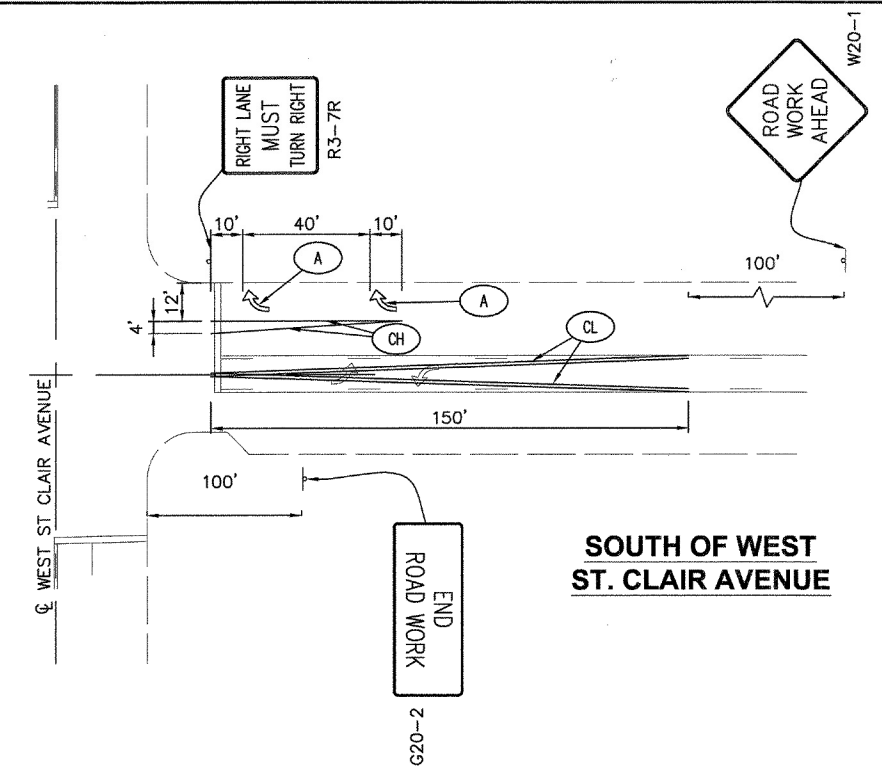 RIGHT LANE
MUST
TURN RIGHT
R3-7R
ROAD
WORK
AHEAD
W20-1
10'
40'
10'
A
A
12'
4'
CH
CL
100'
150'
℄ WEST ST CLAIR AVENUE
100'
END
ROAD WORK
G20-2
SOUTH OF WEST
ST. CLAIR AVENUE